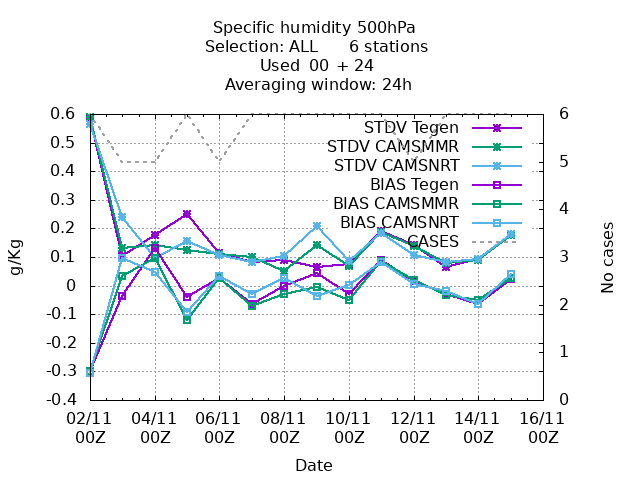 Specific humidity 500hPa
Selection: ALL 6 stations
Used 00 + 24
Averaging window: 24h
STDV Tegen
STDV CAMSMMR
STDV CAMSNRT
BIAS Tegen
BIAS CAMSMMR
BIAS CAMSNRT
CASES
g/Kg
0.6
0.5
0.4
0.3
0.2
0.1
0
-0.1
-0.2
-0.3
-0.4
No cases
6
5
4
3
2
1
0
02/11 04/11 06/11 08/11 10/11 12/11 14/11 16/11
00Z 00Z 00Z 00Z 00Z 00Z 00Z 00Z
Date